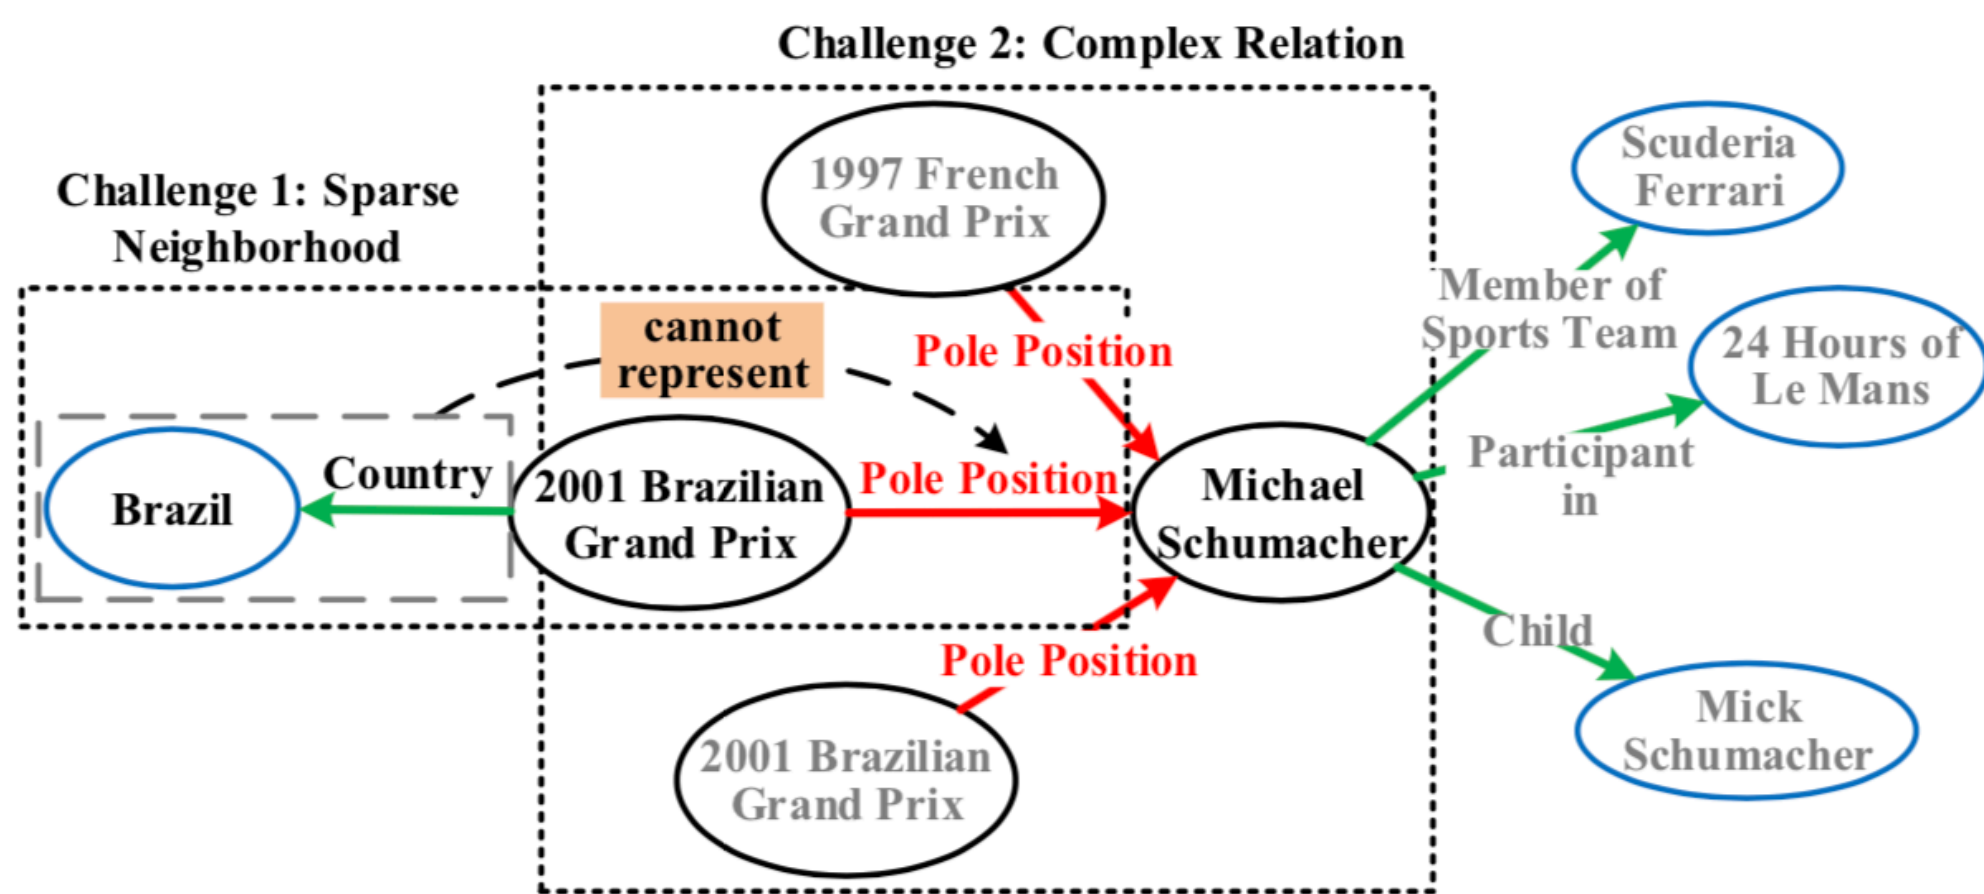 Challenge 2: Complex Relation
Challenge 1: Sparse
Neighborhood
1997 French
Grand Prix
Scuderia
Ferrari
cannot
represent
Pole Position
Member of
Sports Team
24 Hours of
Le Mans
Brazil
Country
2001 Brazilian
Grand Prix
Pole Position
Michael
Schumacher
Participant
in
Pole Position
Child
2001 Brazilian
Grand Prix
Mick
Schumacher